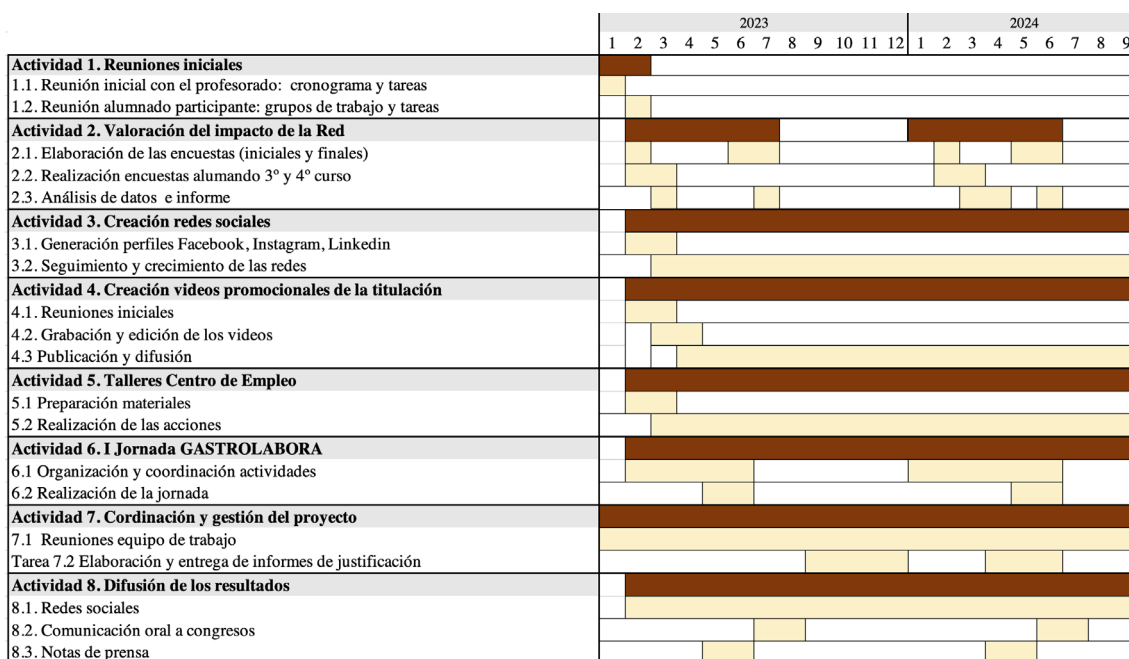 2023 2024
1 2 3 4 5 6 7 8 9 10 11 12 1 2 3 4 5 6 7 8 9
Actividad 1. Reuniones iniciales
1.1. Reunión inicial con el profesorado: cronograma y tareas
1.2. Reunión alumnado participante: grupos de trabajo y tareas
Actividad 2. Valoración del impacto de la Red
2.1. Elaboración de las encuestas (iniciales y finales)
2.2. Realización encuestas alumando 3º y 4º curso
2.3. Análisis de datos e informe
Actividad 3. Creación redes sociales
3.1. Generación perfiles Facebook, Instagram, Linkedin
3.2. Seguimiento y crecimiento de las redes
Actividad 4. Creación videos promocionales de la titulación
4.1. Reuniones iniciales
4.2. Grabación y edición de los videos
4.3 Publicación y difusión
Actividad 5. Talleres Centro de Empleo
5.1 Preparación materiales
5.2 Realización de las acciones
Actividad 6. I Jornada GASTROLABORA
6.1 Organización y coordinación actividades
6.2 Realización de la jornada
Actividad 7. Cordinación y gestión del proyecto
7.1 Reuniones equipo de trabajo
Tarea 7.2 Elaboración y entrega de informes de justificación
Actividad 8. Difusión de los resultados
8.1. Redes sociales
8.2. Comunicación oral a congresos
8.3. Notas de prensa